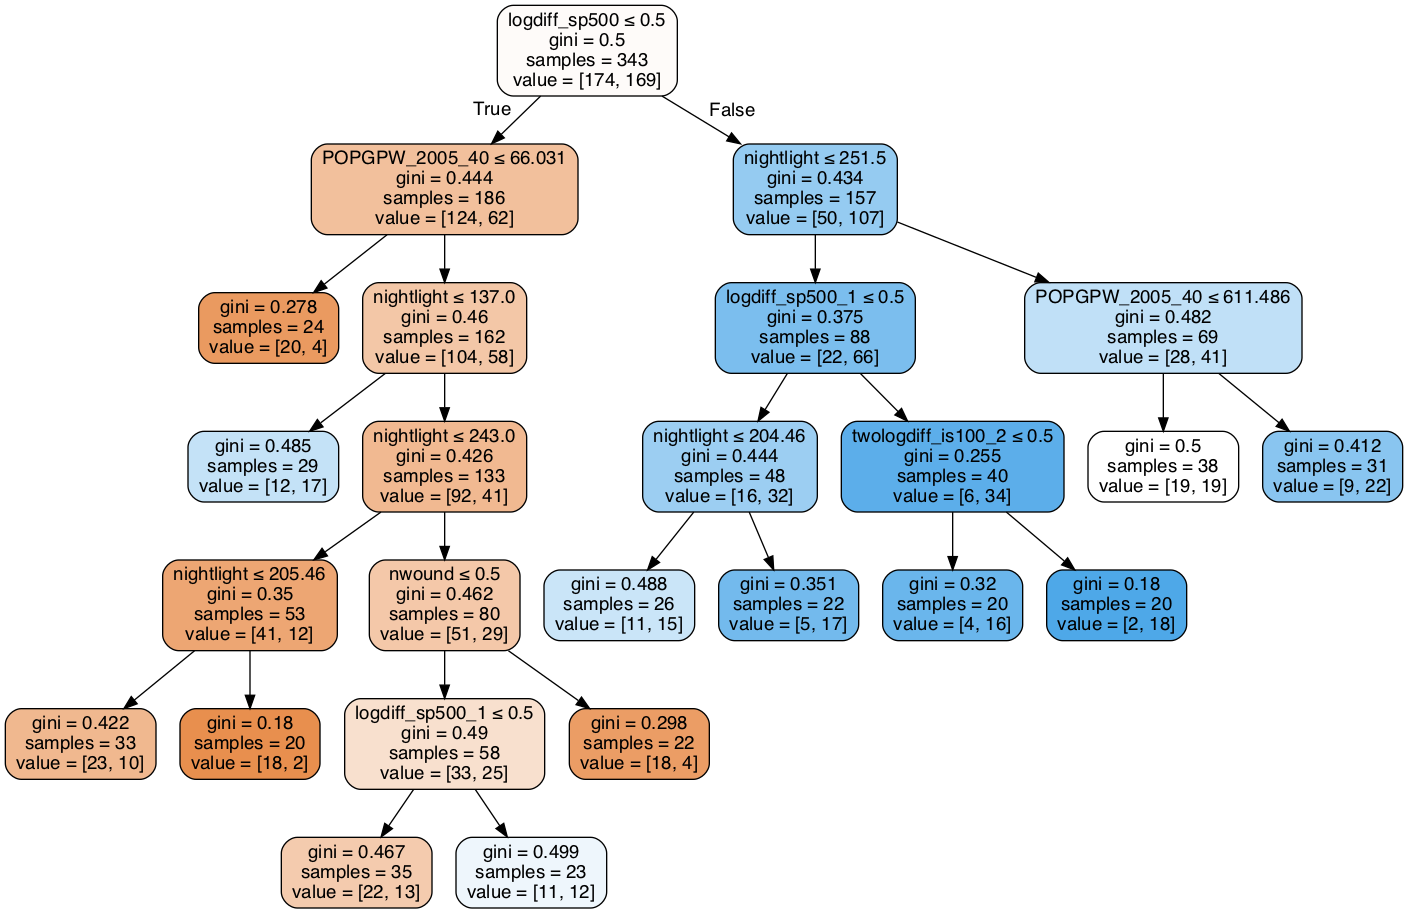 logdiff_sp500 ≤ 0.5
gini = 0.5
samples = 343
value = [174, 169]
True
False
POPGPW_2005_40 ≤ 66.031
gini = 0.444
samples = 186
value = [124, 62]
nightlight ≤ 251.5
gini = 0.434
samples = 157
value = [50, 107]
gini = 0.278
samples = 24
value = [20, 4]
nightlight ≤ 137.0
gini = 0.46
samples = 162
value = [104, 58]
logdiff_sp500_1 ≤ 0.5
gini = 0.375
samples = 88
value = [22, 66]
POPGPW_2005_40 ≤ 611.486
gini = 0.482
samples = 69
value = [28, 41]
gini = 0.485
samples = 29
value = [12, 17]
nightlight ≤ 243.0
gini = 0.426
samples = 133
value = [92, 41]
nightlight ≤ 204.46
gini = 0.444
samples = 48
value = [16, 32]
twologdiff_is100_2 ≤ 0.5
gini = 0.255
samples = 40
value = [6, 34]
gini = 0.5
samples = 38
value = [19, 19]
gini = 0.412
samples = 31
value = [9, 22]
nightlight ≤ 205.46
gini = 0.35
samples = 53
value = [41, 12]
nwound ≤ 0.5
gini = 0.462
samples = 80
value = [51, 29]
gini = 0.488
samples = 26
value = [11, 15]
gini = 0.351
samples = 22
value = [5, 17]
gini = 0.32
samples = 20
value = [4, 16]
gini = 0.18
samples = 20
value = [2, 18]
gini = 0.422
samples = 33
value = [23, 10]
gini = 0.18
samples = 20
value = [18, 2]
logdiff_sp500_1 ≤ 0.5
gini = 0.49
samples = 58
value = [33, 25]
gini = 0.298
samples = 22
value = [18, 4]
gini = 0.467
samples = 35
value = [22, 13]
gini = 0.499
samples = 23
value = [11, 12]